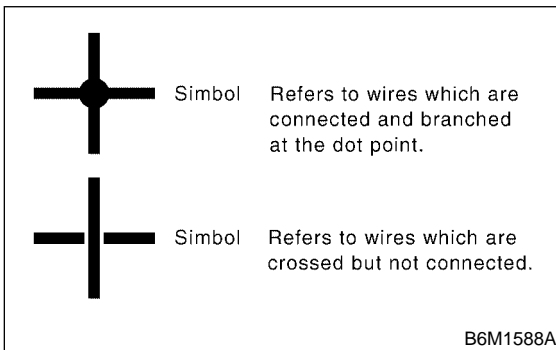 Simbol Refers to wires which are
connected and branched
at the dot point.
Simbol Refers to wires which are
crossed but not connected.
B6M1588A